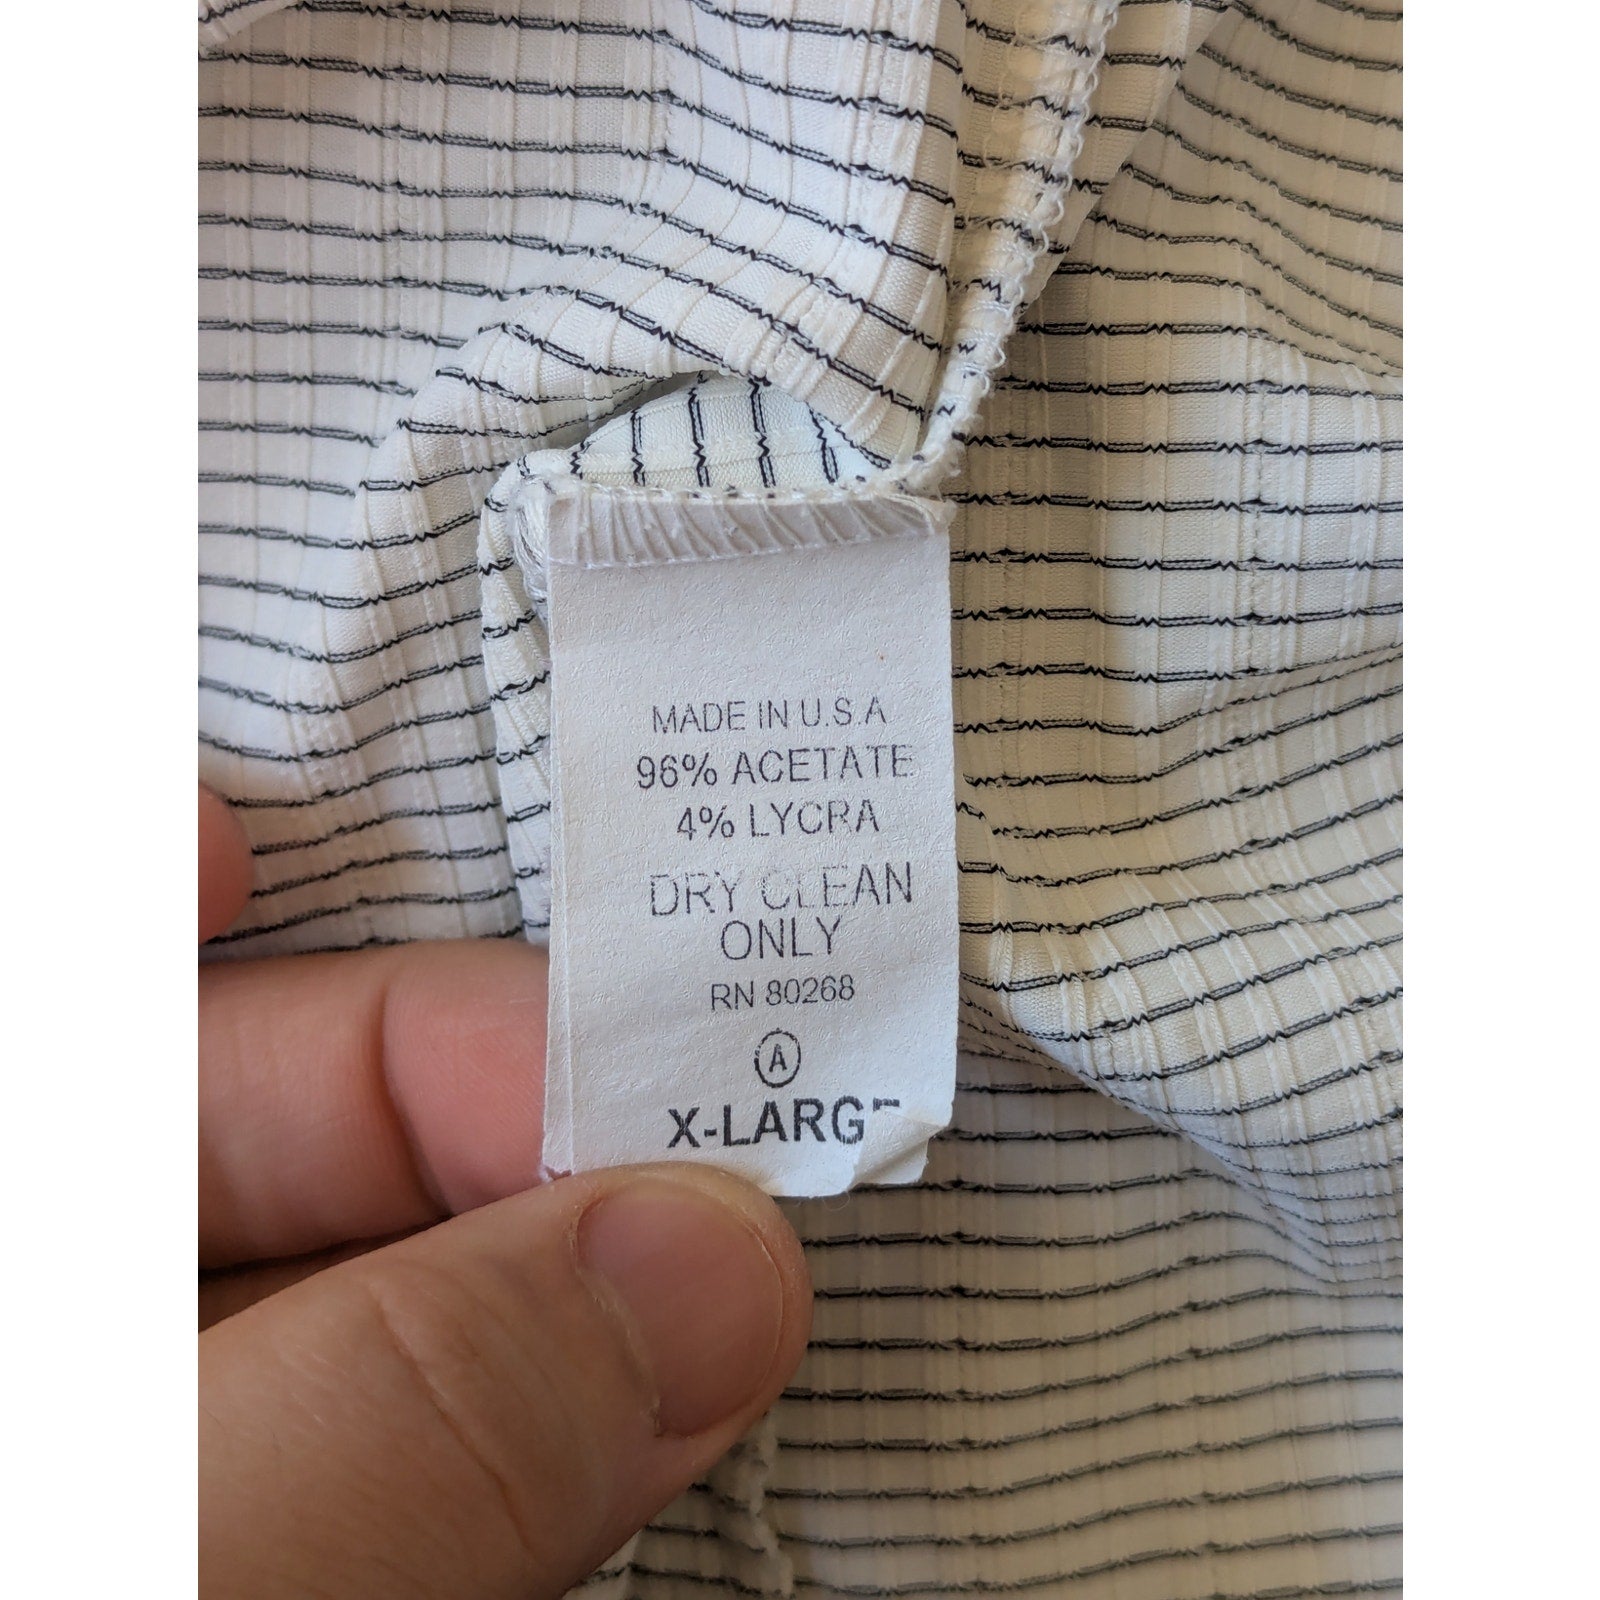 MADE IN U.S.A
96% ACETATE
4% LYCRA
DRY CLEAN
ONLY
RN 80268
A
X-LARGE